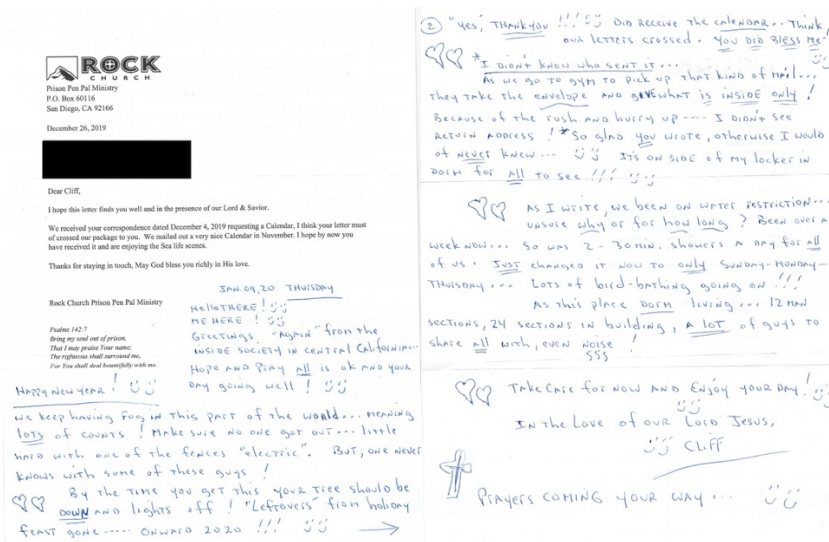 ROCK
CHURCH
Prison Pen Pal Ministry
P.O. Box 60116
San Diego, CA 92166
December 26, 2019
Dear Cliff,
I hope this letter finds you well and in the presence of our Lord & Savior.
We received your correspondence dated December 4, 2019 requesting a Calendar, I think your letter must
of crossed our package to you. We mailed out a very nice Calendar in November. I hope by now you
have received it and are enjoying the Sea life scenes.
Thanks for staying in touch, May God bless you richly in His love.
Rock Church Prison Pen Pal Ministry
Psalms 142:7
Bring my soul out of prison,
That I may praise Your name;
The righteous shall surround me,
For You shall deal bountifully with me.
JAN. 09, 20 THURSDAY
Hello THERE!
ME HERE!
Greetings "Again" from the
INSIDE SOCIETY IN CENTRAL CALIFORNIA...
Hope AND Pray All is ok AND your
DAY going well!
HAPPY NEW YEAR!
We keep HAVING FOG IN THIS PART OF THE WORLD... MEANING
LOTS OF COUNTS! MAKE SURE NO ONE GOT OUT... little
HARD WITH ONE OF THE FENCES "electric". BUT, ONE NEVER
KNOWS WITH SOME OF THESE GUYS!
By THE TIME YOU GET THIS YOUR TREE SHOULD BE
DOWN AND lights OFF! "Leftovers" FROM HOLIDAY
FEAST gone ----- ONWARD 2020 !!!
2 "Yes," THANK YOU !!! DID RECEIVE THE CALENDAR... THINK
OUR LETTERS CROSSED. YOU DID BLESS ME!
*I DIDN'T KNOW WHO SENT IT...
AS WE GO TO GYM TO PICK UP THAT KIND OF MAIL...
THEY TAKE THE ENVELOPE AND GIVE WHAT IS INSIDE ONLY!
BECAUSE OF THE RUSH AND HURRY UP ---- I DIDN'T SEE
RETURN ADDRESS! *SO GLAD YOU WROTE, OTHERWISE I WOULD
OF NEVER KNEW... IT'S ON SIDE OF MY LOCKER IN
DORM FOR ALL TO SEE !!!
AS I WRITE, WE BEEN ON WATER RESTRICTION...
UNSURE WHY OR FOR HOW LONG? BEEN OVER A
WEEK NOW... SO WAS 2 - 30 MIN. SHOWERS A DAY FOR All
OF US. JUST CHANGED IT NOW TO ONLY SUNDAY-MONDAY-
THURSDAY... LOTS OF BIRD-BATHING GOING ON !!!
AS THIS PLACE DORM LIVING... 12 MAN
SECTIONS, 24 SECTIONS IN BUILDING, A LOT OF GUYS TO
SHARE All WITH, EVEN NOISE!
TAKE CARE FOR NOW AND ENJOY YOUR DAY!
IN THE LOVE OF OUR LORD JESUS,
Cliff
PRAYERS COMING YOUR WAY...